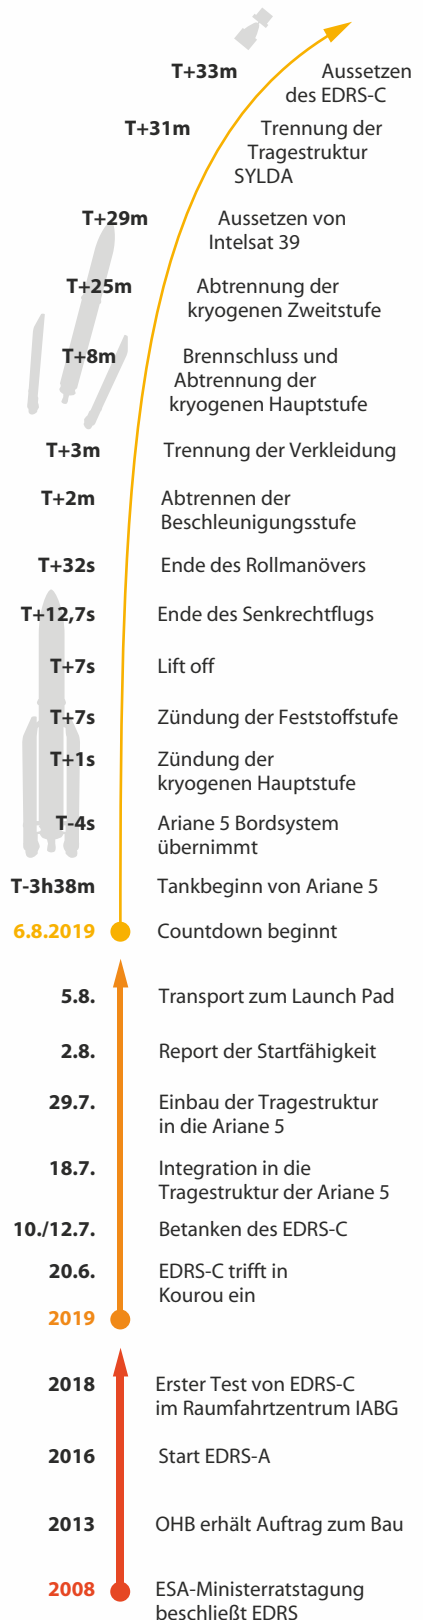 T+33m Aussetzen
des EDRS-C
T+31m Trennung der
Tragestruktur
SYLDA
T+29m Aussetzen von
Intelsat 39
T+25m Abtrennung der
kryogenen Zweitstufe
T+8m Brennschluss und
Abtrennung der
kryogenen Hauptstufe
T+3m Trennung der Verkleidung
T+2m Abtrennen der
Beschleunigungsstufe
T+32s Ende des Rollmanövers
T+12,7s Ende des Senkrechtflugs
T+7s Lift off
T+7s Zündung der Feststoffstufe
T+1s Zündung der
kryogenen Hauptstufe
T-4s Ariane 5 Bordsystem
übernimmt
T-3h38m Tankbeginn von Ariane 5
6.8.2019 Countdown beginnt
5.8. Transport zum Launch Pad
2.8. Report der Startfähigkeit
29.7. Einbau der Tragestruktur
in die Ariane 5
18.7. Integration in die
Tragestruktur der Ariane 5
10./12.7. Betanken des EDRS-C
20.6. EDRS-C trifft in
Kourou ein
2019
2018 Erster Test von EDRS-C
im Raumfahrtzentrum IABG
2016 Start EDRS-A
2013 OHB erhält Auftrag zum Bau
2008 ESA-Ministerratstagung
beschließt EDRS